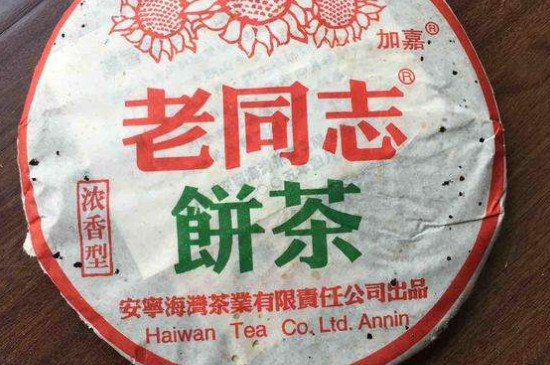 加嘉®
老同志®
餅茶
浓香型
安寧海灣茶業有限責任公司出品
Haiwan Tea Co. Ltd. Annin